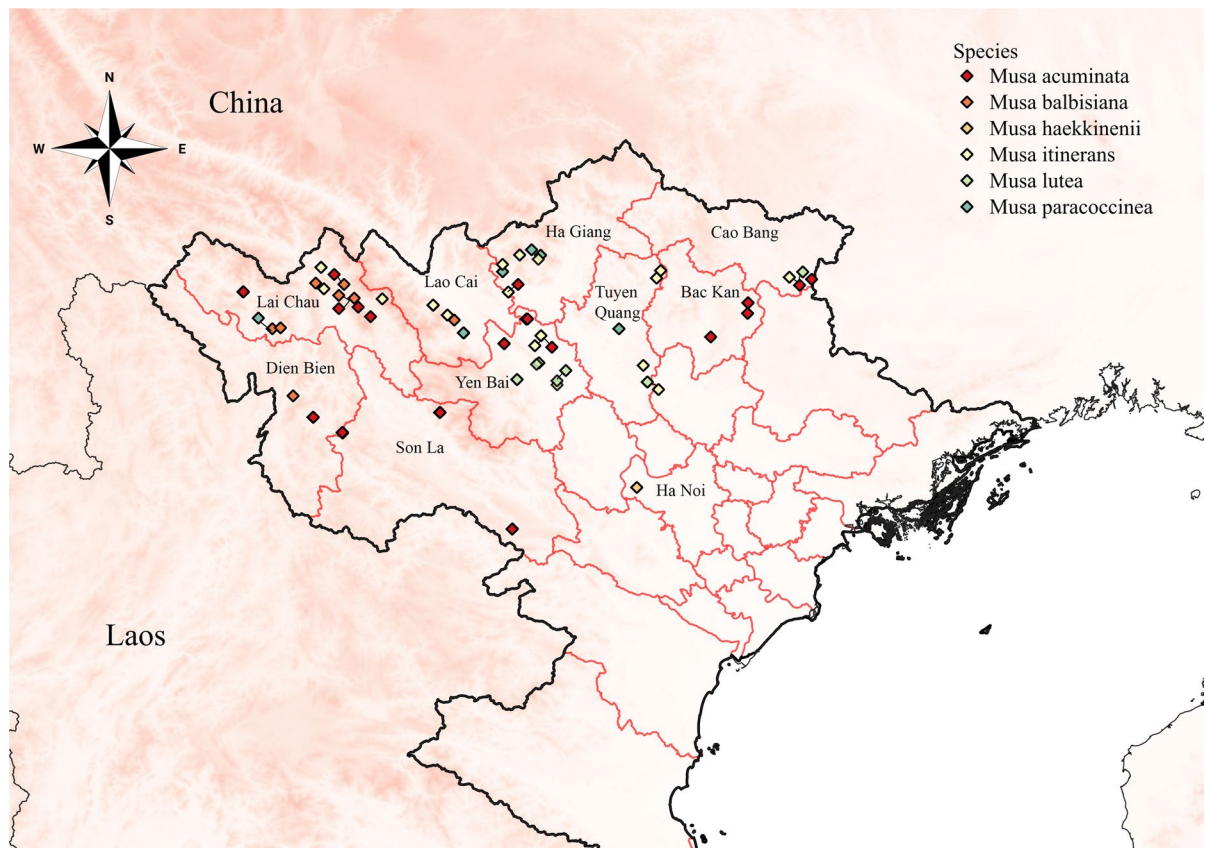 Species
Musa acuminata
Musa balbisiana
Musa haekkinenii
Musa itinerans
Musa lutea
Musa paracoccinea
China
N
W
E
S
Ha Giang
Cao Bang
Lao Cai
Tuyen
Quang
Bac Kan
Lai Chau
Dien Bien
Yen Bai
Son La
Ha Noi
Laos